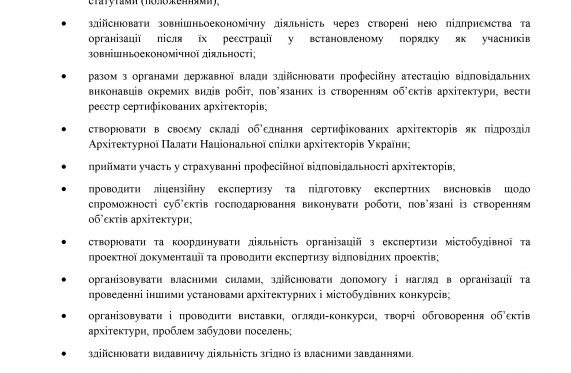 статутами (положеннями);
• здійснювати зовнішньоекономічну діяльність через створені нею підприємства та
організації після їх реєстрації у встановленому порядку як учасників
зовнішньоекономічної діяльності;
• разом з органами державної влади здійснювати професійну атестацію відповідальних
виконавців окремих видів робіт, пов’язаних із створенням об’єктів архітектури, вести
реєстр сертифікованих архітекторів;
• створювати в своєму складі об’єднання сертифікованих архітекторів як підрозділ
Архітектурної Палати Національної спілки архітекторів України;
• приймати участь у страхуванні професійної відповідальності архітекторів;
• проводити ліцензійну експертизу та підготовку експертних висновків щодо
спроможності суб’єктів господарювання виконувати роботи, пов’язані із створенням
об’єктів архітектури;
• створювати та координувати діяльність організацій з експертизи містобудівної та
проектної документації та проводити експертизу відповідних проектів;
• організовувати власними силами, здійснювати допомогу і нагляд в організації та
проведенні іншими установами архітектурних і містобудівних конкурсів;
• організовувати і проводити виставки, огляди-конкурси, творчі обговорення об’єктів
архітектури, проблем забудови поселень;
• здійснювати видавничу діяльність згідно із власними завданнями.